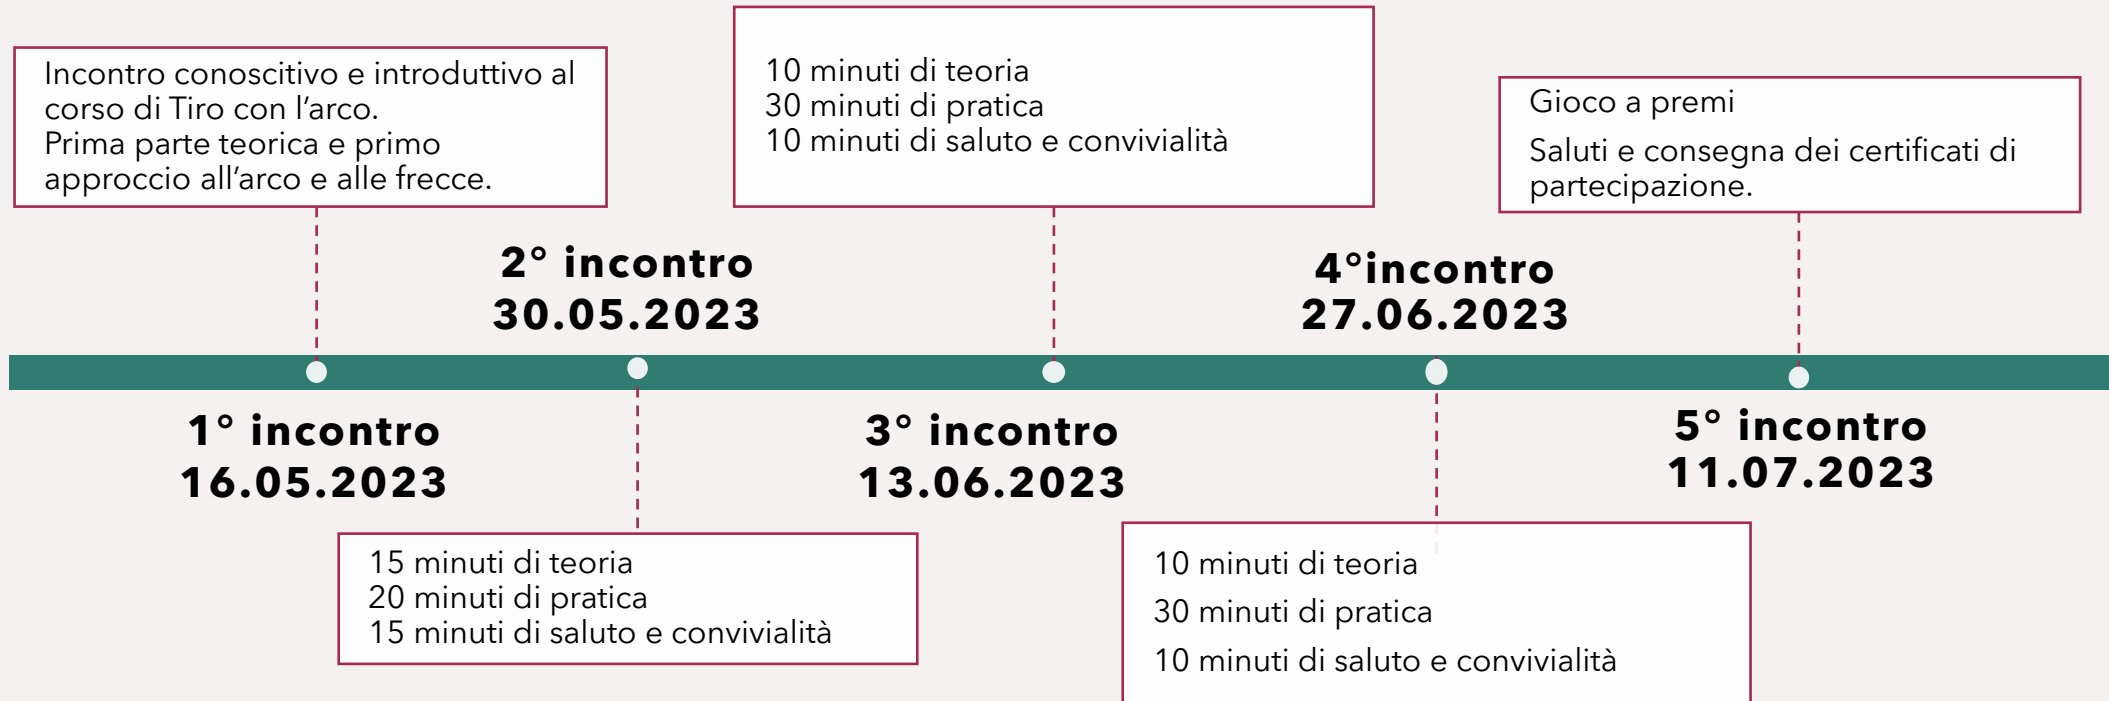 Incontro conoscitivo e introduttivo al
corso di Tiro con l'arco.
Prima parte teorica e primo
approccio all'arco e alle frecce.
1° incontro
16.05.2023
2° incontro
30.05.2023
15 minuti di teoria
20 minuti di pratica
15 minuti di saluto e convivialità
10 minuti di teoria
30 minuti di pratica
10 minuti di saluto e convivialità
3° incontro
13.06.2023
4°incontro
27.06.2023
10 minuti di teoria
30 minuti di pratica
10 minuti di saluto e convivialità
Gioco a premi
Saluti e consegna dei certificati di
partecipazione.
5° incontro
11.07.2023